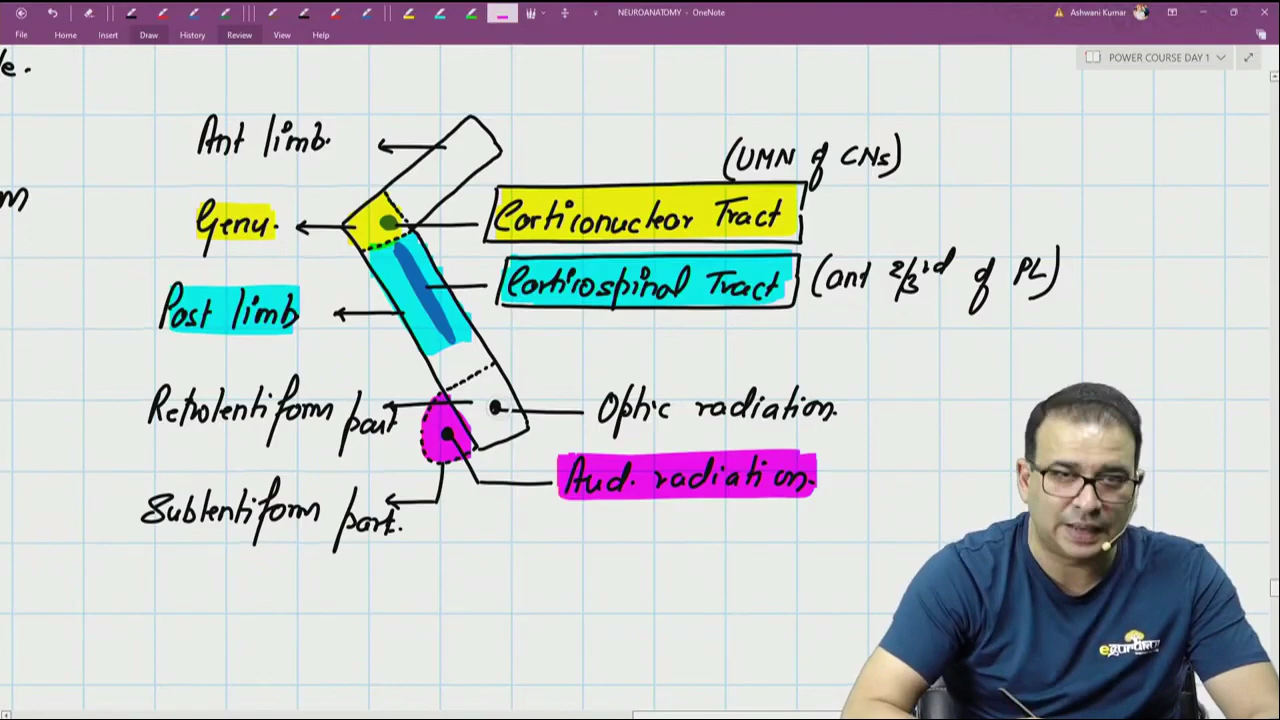 NEUROANATOMY - OneNote
Ashwani Kumar
File Home Insert Draw History Review View Help
POWER COURSE DAY 1
le.
m
Ant limb.
(UMN of CNs)
Genu.
Corticonuclear Tract
Corticospinal Tract
(ant 2/3rd of PL)
Post limb
Retrolentiform part
Optic radiation.
Aud. radiation.
Sublentiform part.
egurukul